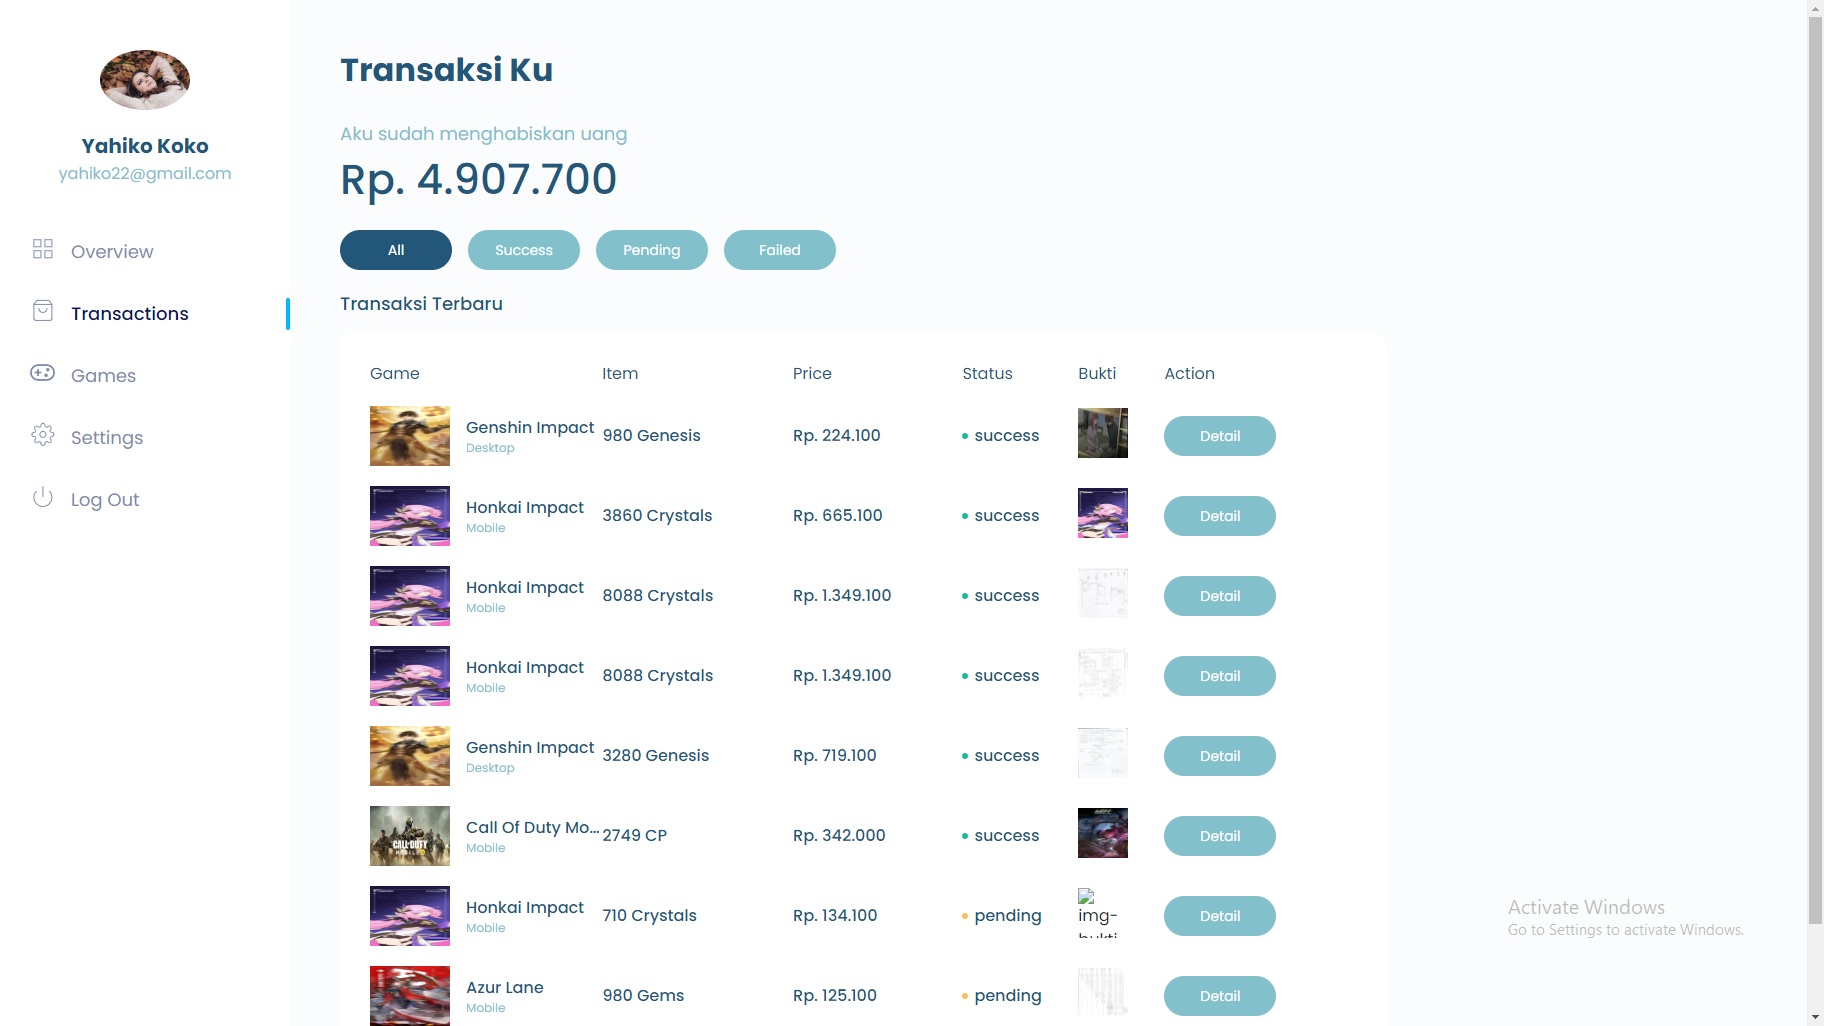 Yahiko Koko
yahiko22@gmail.com
Overview
Transactions
Games
Settings
Log Out
Transaksi Ku
Aku sudah menghabiskan uang
Rp. 4.907.700
All Success Pending Failed
Transaksi Terbaru
Game Item Price Status Bukti Action
Genshin Impact 980 Genesis Rp. 224.100 success Detail
Desktop
Honkai Impact 3860 Crystals Rp. 665.100 success Detail
Mobile
Honkai Impact 8088 Crystals Rp. 1.349.100 success Detail
Mobile
Honkai Impact 8088 Crystals Rp. 1.349.100 success Detail
Mobile
Genshin Impact 3280 Genesis Rp. 719.100 success Detail
Desktop
CALL OF DUTY
MOBILE
Call Of Duty Mo... 2749 CP Rp. 342.000 success Detail
Mobile
Honkai Impact 710 Crystals Rp. 134.100 pending img- Detail
Mobile bukti
Azur Lane 980 Gems Rp. 125.100 pending Detail
Mobile
Activate Windows
Go to Settings to activate Windows.